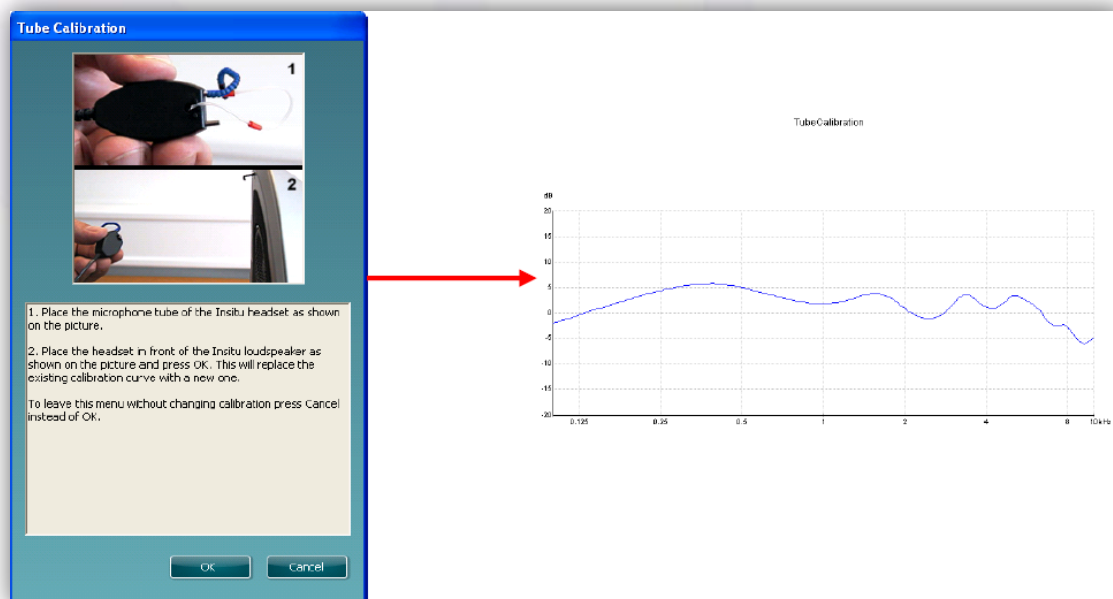 Tube Calibration
1
2
1. Place the microphone tube of the Insitu headset as shown
on the picture.
2. Place the headset in front of the Insitu loudspeaker as
shown on the picture and press OK. This will replace the
existing calibration curve with a new one.
To leave this menu without changing calibration press Cancel
instead of OK.
OK
Cancel
TubeCalibration
dB
20
15
10
5
0
-5
-10
-15
-20
0.125 0.25 0.5 1 2 4 8 10kHz